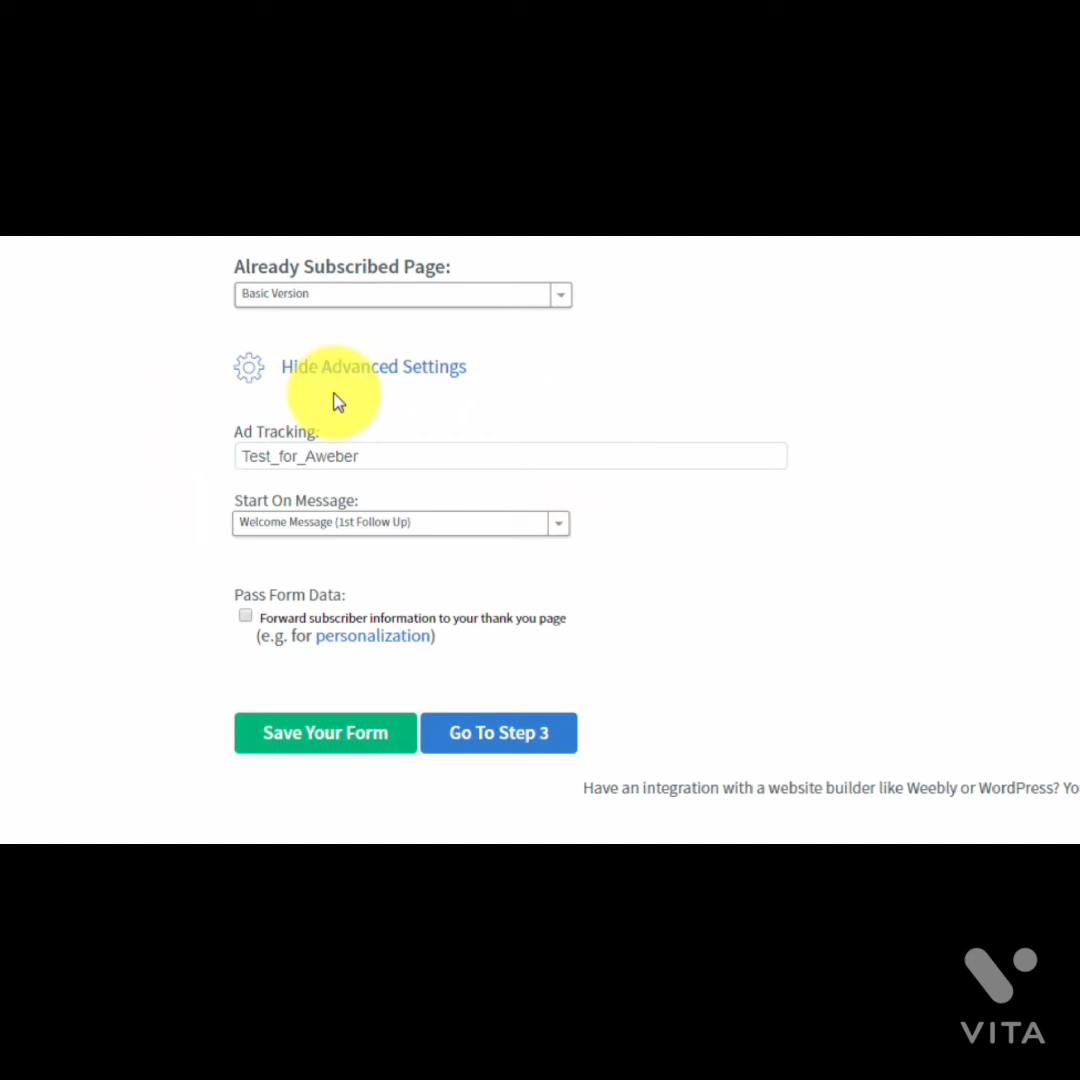 Already Subscribed Page:
Basic Version
Hide Advanced Settings
Ad Tracking:
Test_for_Aweber
Start On Message:
Welcome Message (1st Follow Up)
Pass Form Data:
Forward subscriber information to your thank you page
(e.g. for personalization)
Save Your Form
Go To Step 3
Have an integration with a website builder like Weebly or WordPress? Yo
VITA